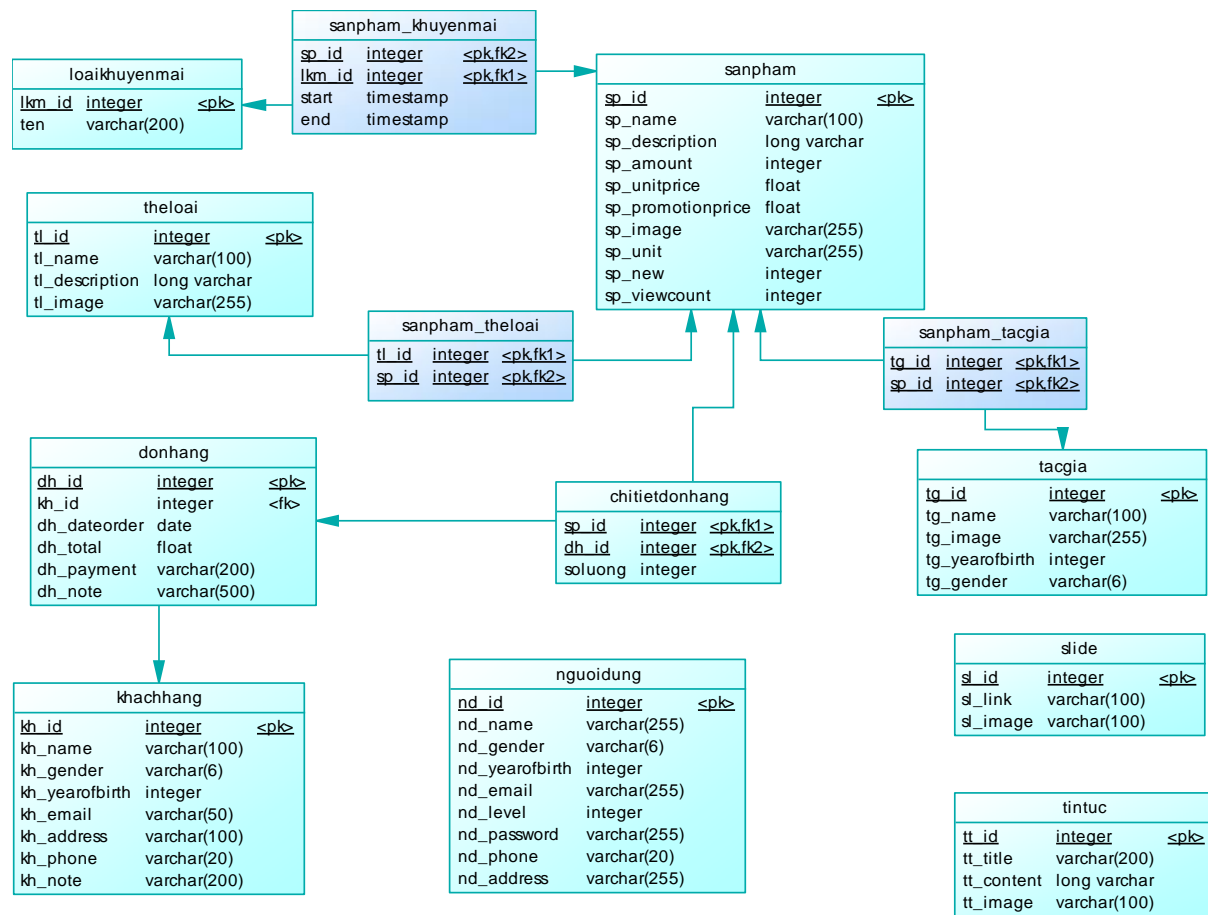 sanpham_khuyenmai
sp_id integer <pk,fk2>
lkm_id integer <pk,fk1>
start timestamp
end timestamp
loaikhuyenmai
lkm_id integer <pk>
ten varchar(200)
sanpham
sp_id integer <pk>
sp_name varchar(100)
sp_description long varchar
sp_amount integer
sp_unitprice float
sp_promotionprice float
sp_image varchar(255)
sp_unit varchar(255)
sp_new integer
sp_viewcount integer
theloai
tl_id integer <pk>
tl_name varchar(100)
tl_description long varchar
tl_image varchar(255)
sanpham_theloai
tl_id integer <pk,fk1>
sp_id integer <pk,fk2>
sanpham_tacgia
tg_id integer <pk,fk1>
sp_id integer <pk,fk2>
donhang
dh_id integer <pk>
kh_id integer <fk>
dh_dateorder date
dh_total float
dh_payment varchar(200)
dh_note varchar(500)
chitietdonhang
sp_id integer <pk,fk1>
dh_id integer <pk,fk2>
soluong integer
tacgia
tg_id integer <pk>
tg_name varchar(100)
tg_image varchar(255)
tg_yearofbirth integer
tg_gender varchar(6)
khachhang
kh_id integer <pk>
kh_name varchar(100)
kh_gender varchar(6)
kh_yearofbirth integer
kh_email varchar(50)
kh_address varchar(100)
kh_phone varchar(20)
kh_note varchar(200)
nguoidung
nd_id integer <pk>
nd_name varchar(255)
nd_gender varchar(6)
nd_yearofbirth integer
nd_email varchar(255)
nd_level integer
nd_password varchar(255)
nd_phone varchar(20)
nd_address varchar(255)
slide
sl_id integer <pk>
sl_link varchar(100)
sl_image varchar(100)
tintuc
tt_id integer <pk>
tt_title varchar(200)
tt_content long varchar
tt_image varchar(100)